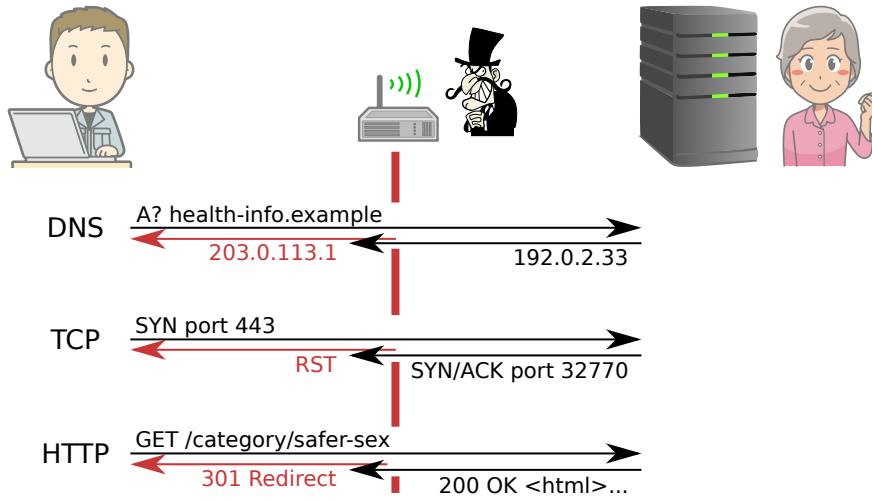 DNS
A? health-info.example
203.0.113.1
192.0.2.33
TCP
SYN port 443
RST
SYN/ACK port 32770
HTTP
GET /category/safer-sex
301 Redirect
200 OK <html>...